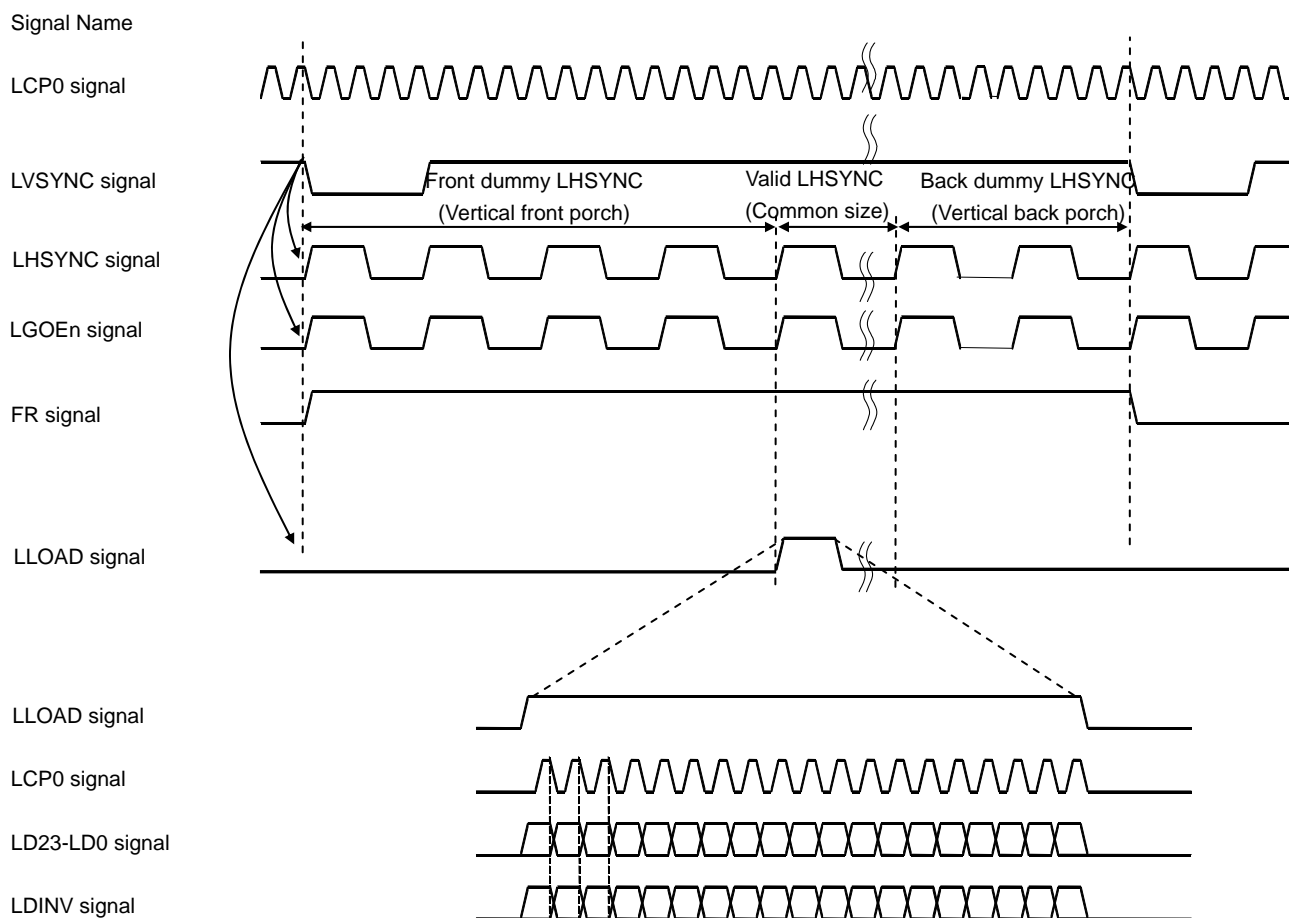 Signal Name
LCP0 signal
LVSYNC signal
Front dummy LHSYNC
(Vertical front porch)
Valid LHSYNC
(Common size)
Back dummy LHSYNC
(Vertical back porch)
LHSYNC signal
LGOEn signal
FR signal
LLOAD signal
LLOAD signal
LCP0 signal
LD23-LD0 signal
LDINV signal